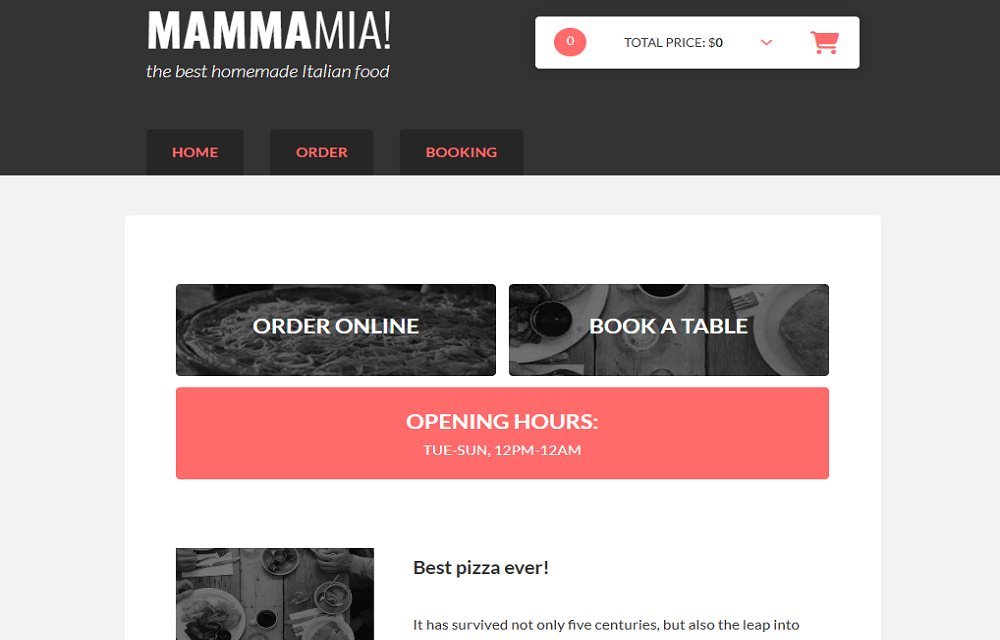 MAMMAMIA!
the best homemade Italian food
0
TOTAL PRICE: $0
HOME
ORDER
BOOKING
ORDER ONLINE
BOOK A TABLE
OPENING HOURS:
TUE-SUN, 12PM-12AM
Best pizza ever!
It has survived not only five centuries, but also the leap into